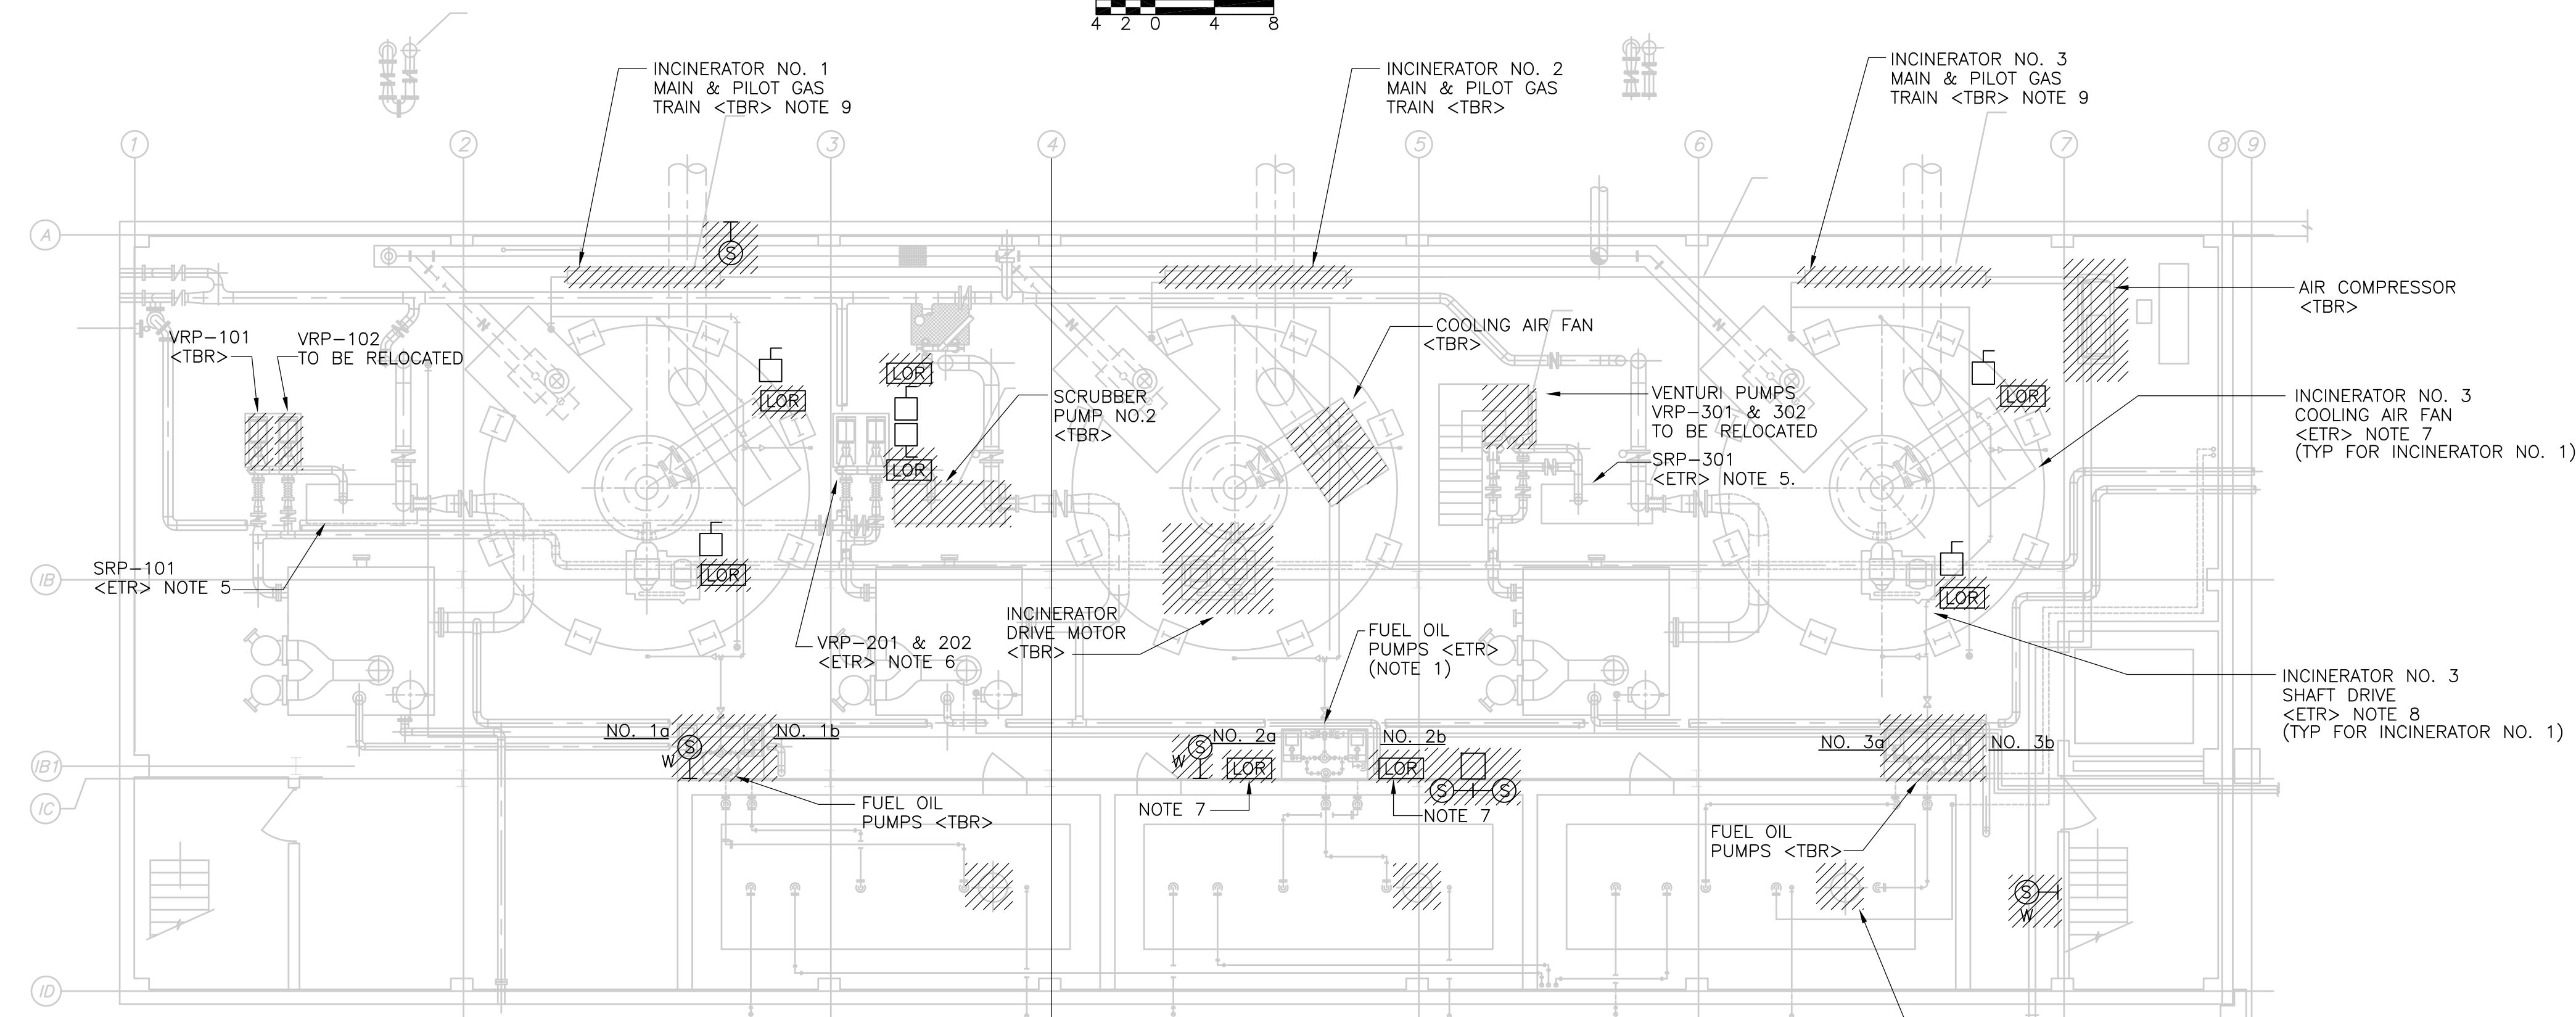 4 2 0 4 8
INCINERATOR NO. 1
MAIN & PILOT GAS
TRAIN <TBR> NOTE 9
INCINERATOR NO. 2
MAIN & PILOT GAS
TRAIN <TBR>
INCINERATOR NO. 3
MAIN & PILOT GAS
TRAIN <TBR> NOTE 9
1 2 3 4 5 6 7 8 9
A
S
AIR COMPRESSOR
<TBR>
VRP-101
<TBR>
VRP-102
TO BE RELOCATED
COOLING AIR FAN
<TBR>
LOR
LOR
LOR
SCRUBBER
PUMP NO.2
<TBR>
VENTURI PUMPS
VRP-301 & 302
TO BE RELOCATED
SRP-301
<ETR> NOTE 5.
LOR
INCINERATOR NO. 3
COOLING AIR FAN
<ETR> NOTE 7
(TYP FOR INCINERATOR NO. 1)
SRP-101
<ETR> NOTE 5
IB
LOR
LOR
VRP-201 & 202
<ETR> NOTE 6
INCINERATOR
DRIVE MOTOR
<TBR>
FUEL OIL
PUMPS <ETR>
(NOTE 1)
INCINERATOR NO. 3
SHAFT DRIVE
<ETR> NOTE 8
(TYP FOR INCINERATOR NO. 1)
NO. 1a
NO. 1b
NO. 2a
NO. 2b
NO. 3a
NO. 3b
IB1
S
W
S
W
LOR
LOR
S S
IC
FUEL OIL
PUMPS <TBR>
NOTE 7
NOTE 7
FUEL OIL
PUMPS <TBR>
S
W
ID